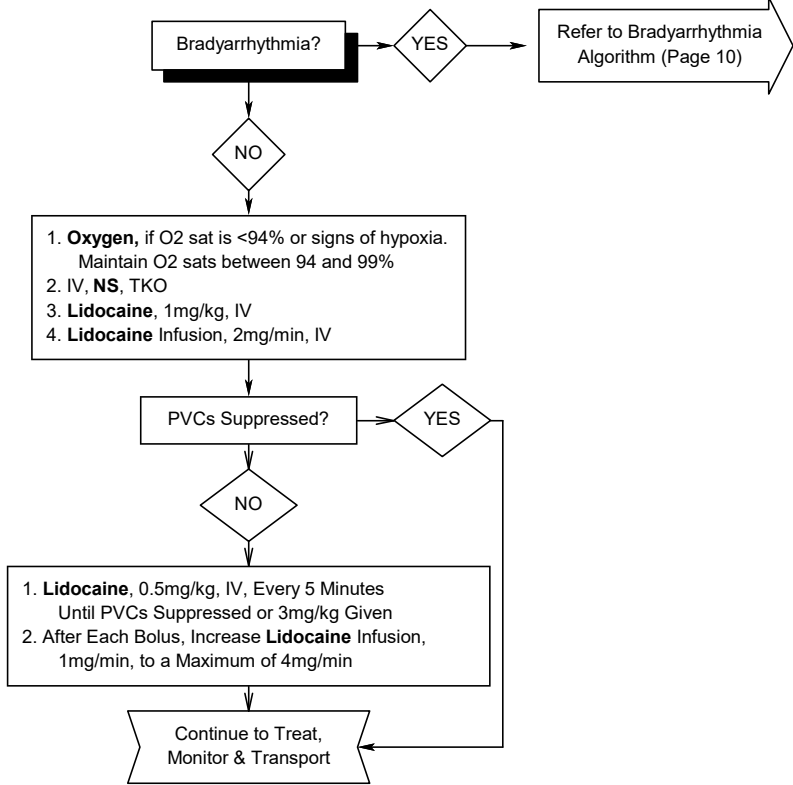 Bradyarrhythmia?
YES
Refer to Bradyarrhythmia
Algorithm (Page 10)
NO
1. Oxygen, if O2 sat is <94% or signs of hypoxia.
Maintain O2 sats between 94 and 99%
2. IV, NS, TKO
3. Lidocaine, 1mg/kg, IV
4. Lidocaine Infusion, 2mg/min, IV
PVCs Suppressed?
YES
NO
1. Lidocaine, 0.5mg/kg, IV, Every 5 Minutes
Until PVCs Suppressed or 3mg/kg Given
2. After Each Bolus, Increase Lidocaine Infusion,
1mg/min, to a Maximum of 4mg/min
Continue to Treat,
Monitor & Transport